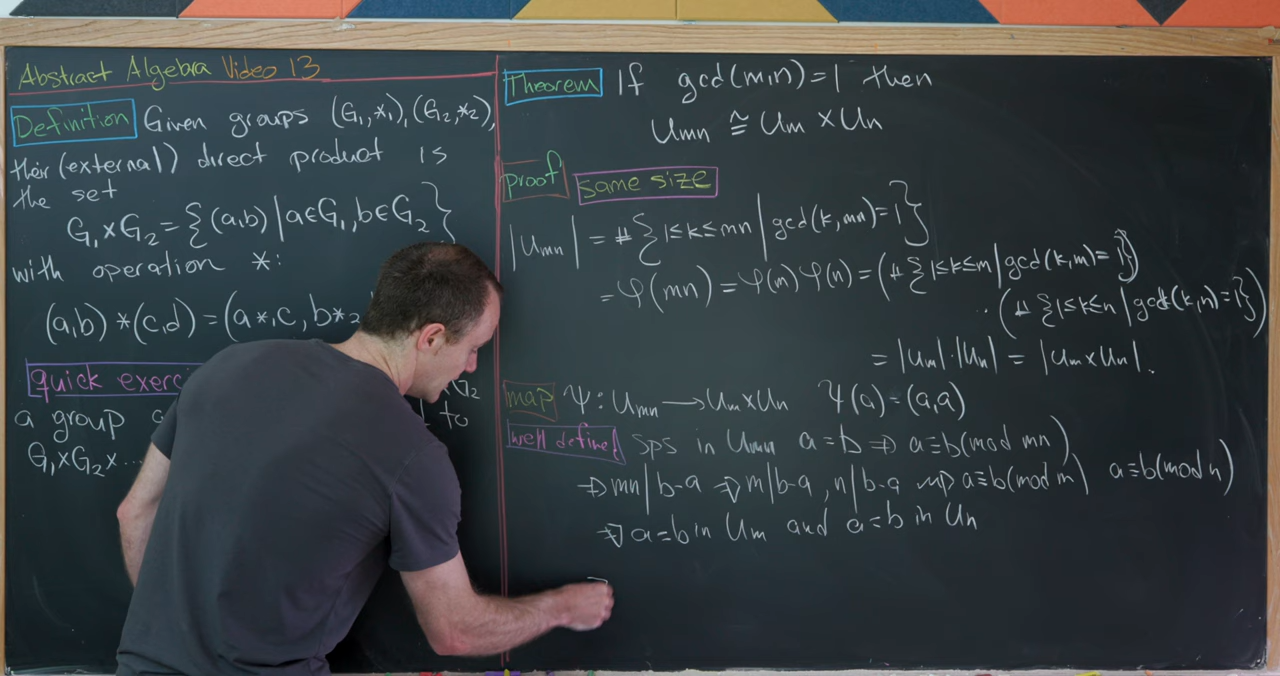 Abstract Algebra Video 13
Definition Given groups (G₁,*₁),(G₂,*₂),
their (external) direct product is
the set
G₁×G₂={(a,b)|a∈G₁,b∈G₂}
with operation *:
(a,b)*(c,d)=(a*₁c, b*₂
quick exerci
G₂
a group
to
G₁×G₂×...
Theorem If gcd(m,n)=1 then
Uₘₙ ≅ Uₘ×Uₙ
proof same size
|Uₘₙ| = #{1≤k≤mn|gcd(k,mn)=1}
=φ(mn)=φ(m)φ(n)=(#{1≤k≤m|gcd(k,m)=1})
·(#{1≤k≤n|gcd(k,n)=1})
=|Uₘ|·|Uₙ|=|Uₘ×Uₙ|.
map Ψ:Uₘₙ→Uₘ×Uₙ Ψ(a)=(a,a)
well defined sps in Uₘₙ a=b ⇒ a≡b(mod mn)
⇒ mn|b-a ⇒ m|b-a, n|b-a ⇝ a≡b(mod m) a≡b(mod n)
⇒ a=b in Uₘ and a=b in Uₙ